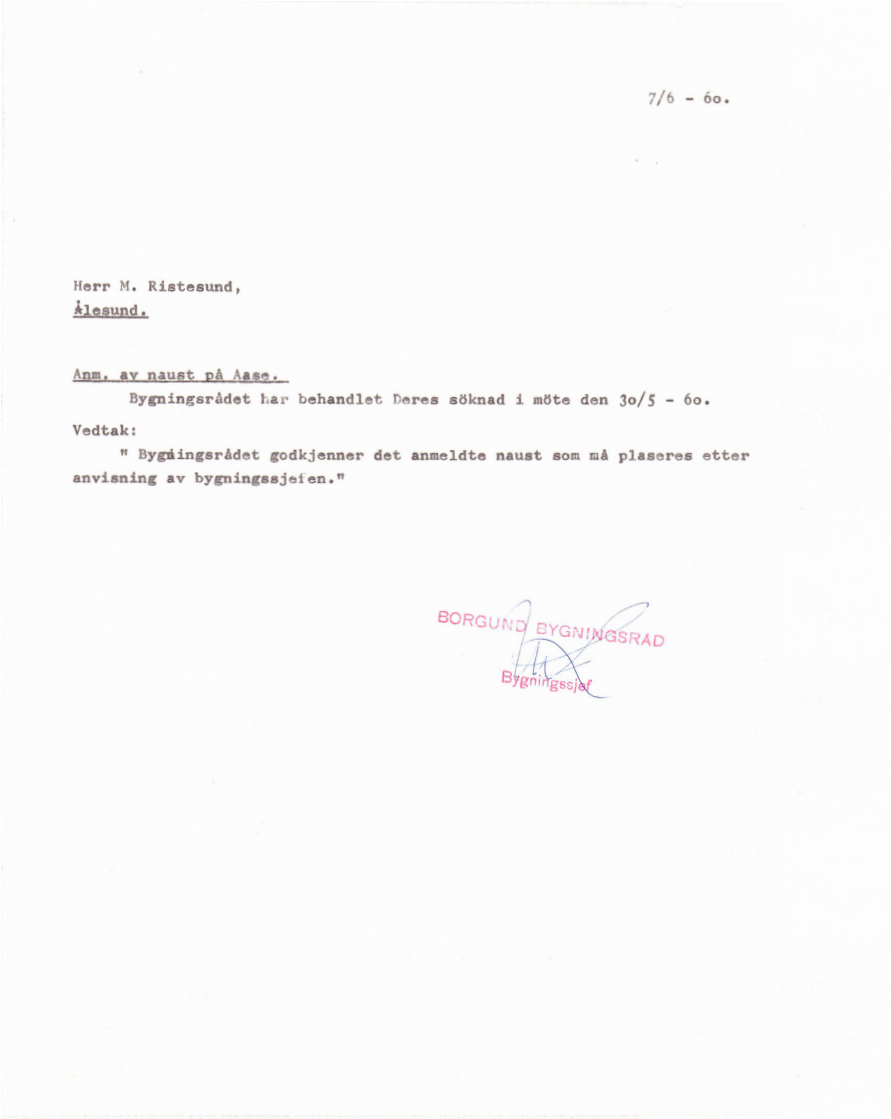 7/6 - 6o.
Herr M. Ristesund,
Ålesund.
Anm. av naust på Aase.
Bygningsrådet har behandlet Deres söknad i möte den 3o/5 - 6o.
Vedtak:
" Bygningsrådet godkjenner det anmeldte naust som må plaseres etter
anvisning av bygningssjefen."
BORGUND BYGNINGSRAD
Bygningssjef